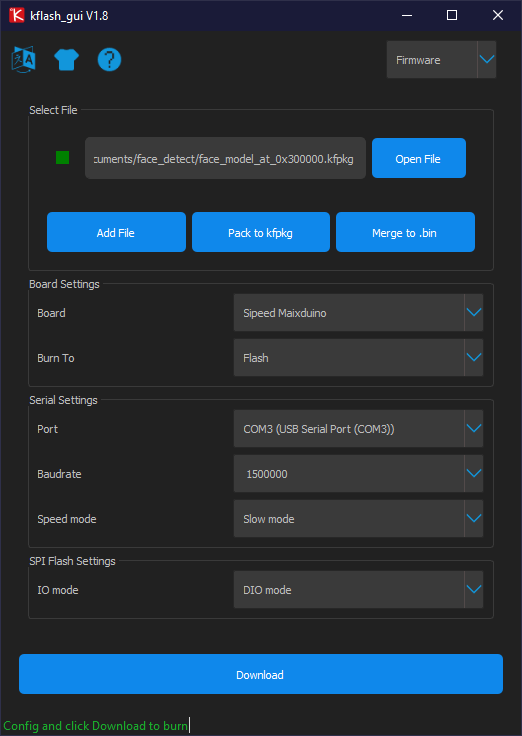 kflash_gui V1.8
Firmware
Select File
cuments/face_detect/face_model_at_0x300000.kfpkg
Open File
Add File
Pack to kfpkg
Merge to .bin
Board Settings
Board
Sipeed Maixduino
Burn To
Flash
Serial Settings
Port
COM3 (USB Serial Port (COM3))
Baudrate
1500000
Speed mode
Slow mode
SPI Flash Settings
IO mode
DIO mode
Download
Config and click Download to burn